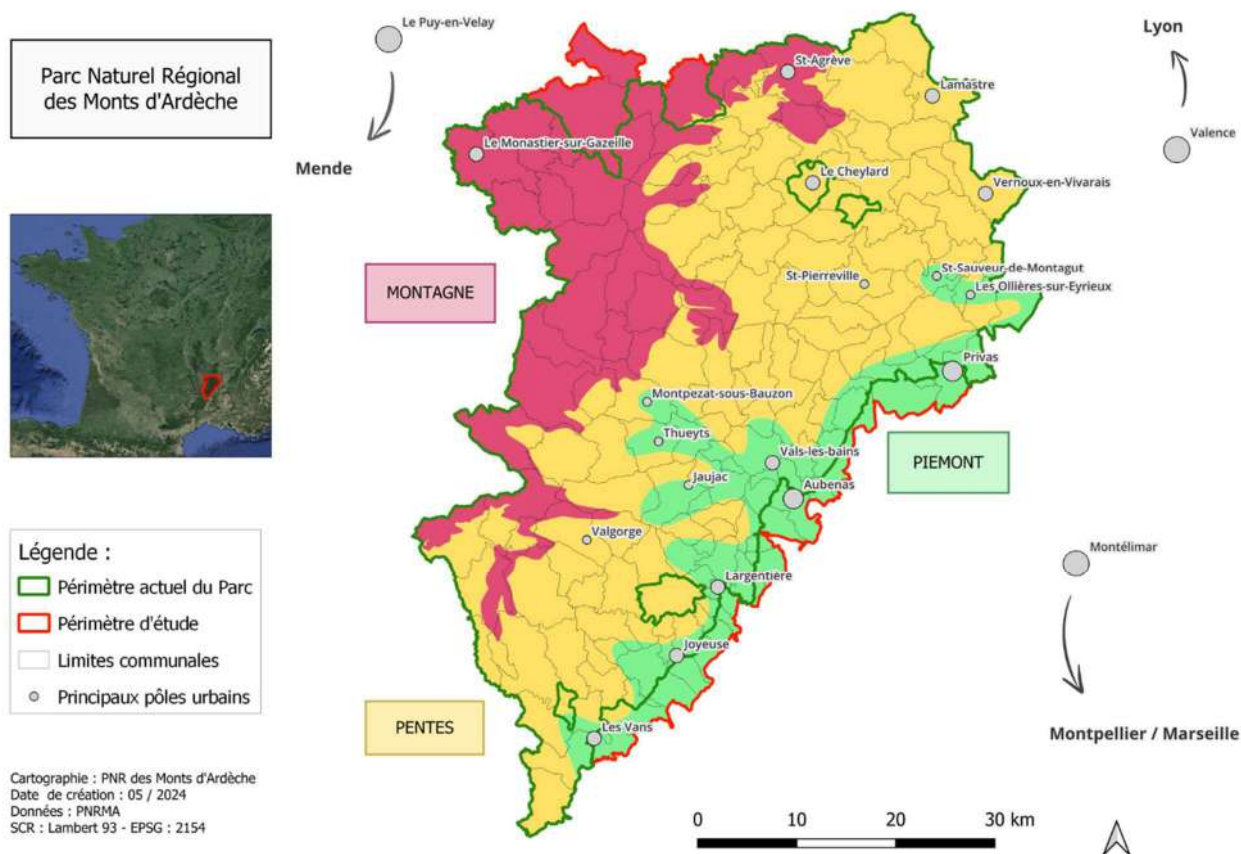 Parc Naturel Régional
des Monts d'Ardèche
Le Puy-en-Velay
Mende
Lyon
Valence
St-Agrève
Lamastre
Le Monastier-sur-Gazeille
Le Cheylard
Vernoux-en-Vivarais
MONTAGNE
St-Pierreville
St-Sauveur-de-Montagut
Les Ollières-sur-Eyrieux
Privas
Montpezat-sous-Bauzon
Thueyts
Vals-les-bains
PIEMONT
Jaujac
Aubenas
Valgorge
Montélimar
Largentière
Joyeuse
PENTES
Les Vans
Montpellier / Marseille
Légende :
Périmètre actuel du Parc
Périmètre d'étude
Limites communales
Principaux pôles urbains
Cartographie : PNR des Monts d'Ardèche
Date de création : 05 / 2024
Données : PNRMA
SCR : Lambert 93 - EPSG : 2154
0 10 20 30 km